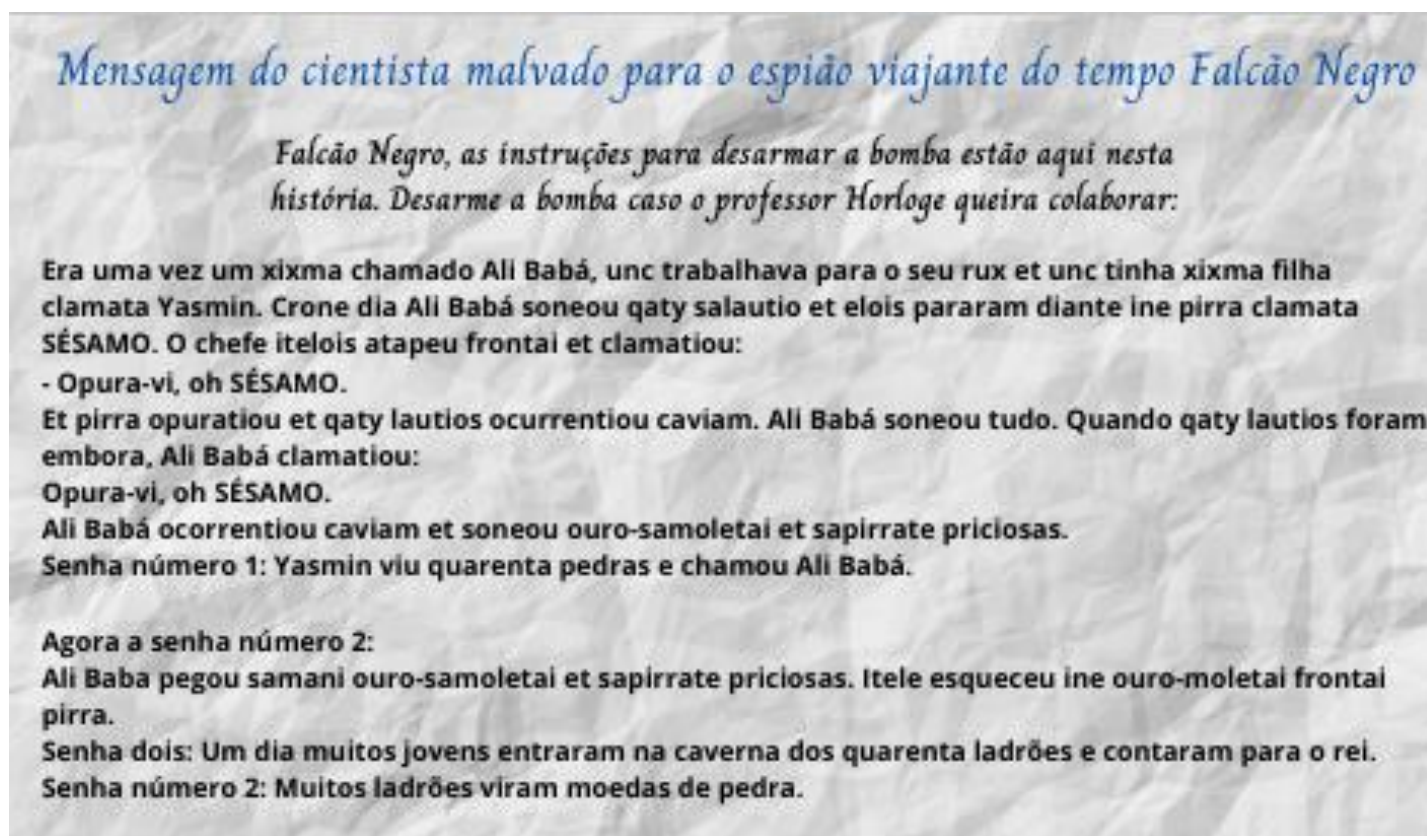 Mensagem do cientista malvado para o espião viajante do tempo Falcão Negro
Falcão Negro, as instruções para desarmar a bomba estão aqui nesta
história. Desarme a bomba caso o professor Horloge queira colaborar:
Era uma vez um xixma chamado Ali Babá, unc trabalhava para o seu rux et unc tinha xixma filha
clamata Yasmin. Crone dia Ali Babá soneou qaty salautio et elois pararam diante ine pirra clamata
SÉSAMO. O chefe itelois atapeu frontai et clamatiou:
- Opura-vi, oh SÉSAMO.
Et pirra opuratiou et qaty lautios ocurrentiou caviam. Ali Babá soneou tudo. Quando qaty lautios foram
embora, Ali Babá clamatiou:
Opura-vi, oh SÉSAMO.
Ali Babá ocorrentiou caviam et soneou ouro-samoletai et sapirrate priciosas.
Senha número 1: Yasmin viu quarenta pedras e chamou Ali Babá.
Agora a senha número 2:
Ali Baba pegou samani ouro-samoletai et sapirrate priciosas. Itele esqueceu ine ouro-moletai frontai
pirra.
Senha dois: Um dia muitos jovens entraram na caverna dos quarenta ladrões e contaram para o rei.
Senha número 2: Muitos ladrões viram moedas de pedra.